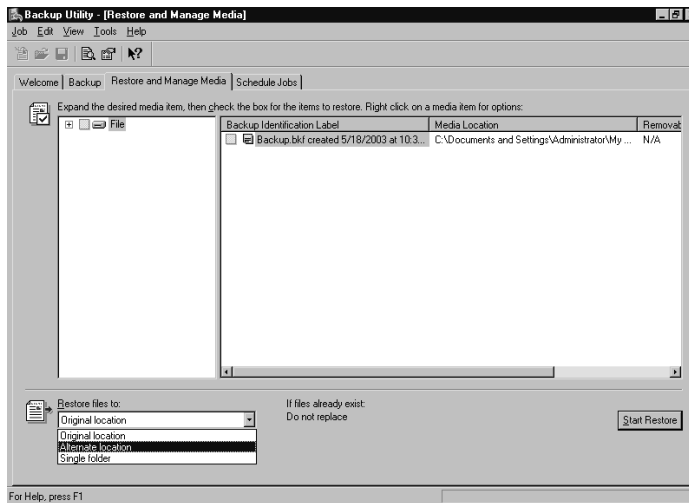 Backup Utility - [Restore and Manage Media]
Job Edit View Tools Help
Welcome Backup Restore and Manage Media Schedule Jobs
Expand the desired media item, then check the box for the items to restore. Right click on a media item for options:
File
Backup Identification Label Media Location Removab
Backup.bkf created 5/18/2003 at 10:3... C:\Documents and Settings\Administrator\My ... N/A
Restore files to:
Original location
Original location
Alternate location
Single folder
If files already exist:
Do not replace
Start Restore
For Help, press F1